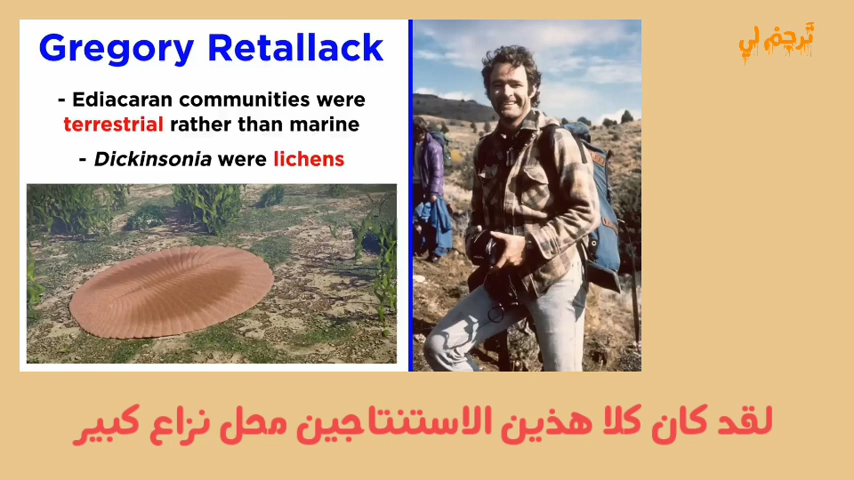 Gregory Retallack
- Ediacaran communities were
terrestrial rather than marine
- Dickinsonia were lichens
تَرجِم لي
لقد كان كلا هذين الاستنتاجين محل نزاع كبير